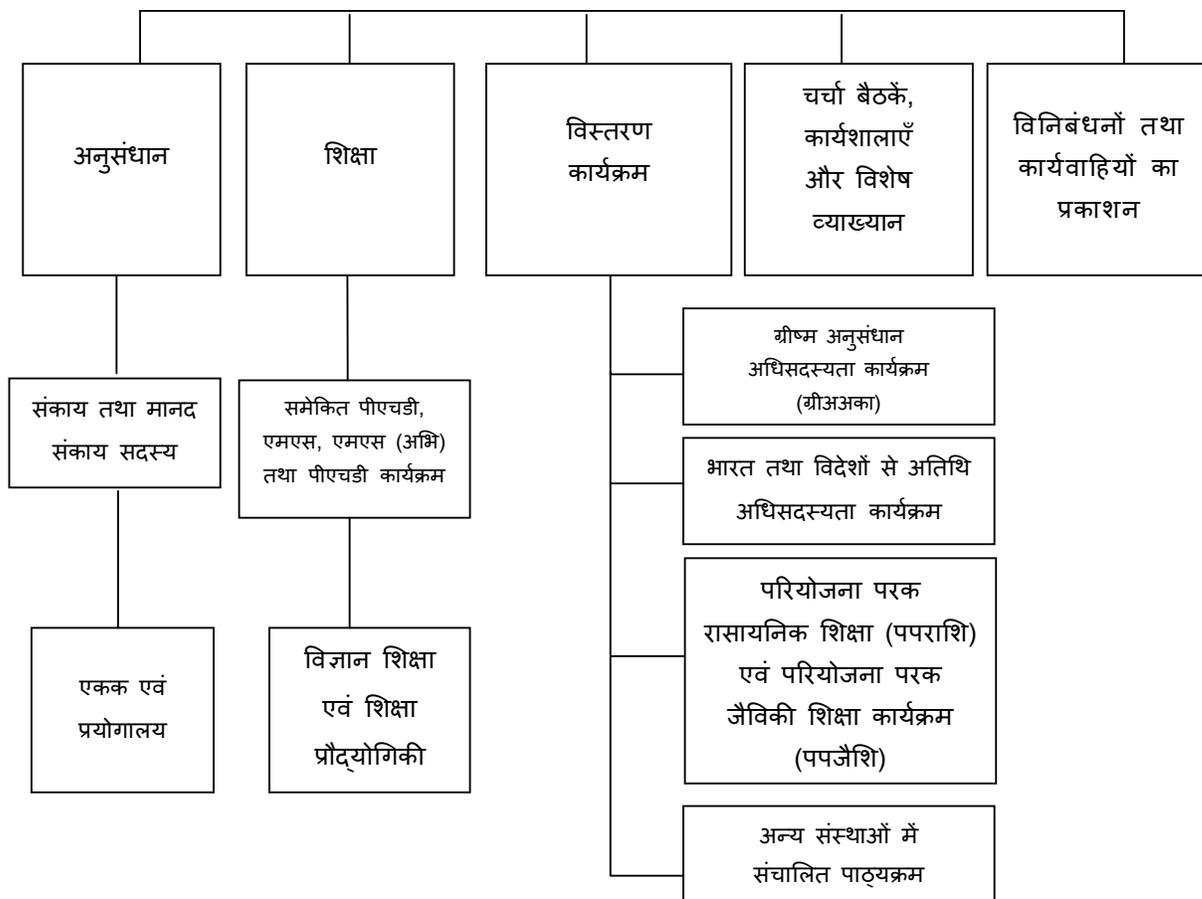 अनुसंधान
शिक्षा
विस्तरण
कार्यक्रम
चर्चा बैठकें,
कार्यशालाएँ
और विशेष
व्याख्यान
विनिबंधनों तथा
कार्यवाहियों का
प्रकाशन
संकाय तथा मानद
संकाय सदस्य
एकक एवं
प्रयोगालय
समेकित पीएचडी,
एमएस, एमएस (अभि)
तथा पीएचडी कार्यक्रम
विज्ञान शिक्षा
एवं शिक्षा
प्रौद्‌योगिकी
ग्रीष्म अनुसंधान
अधिसदस्यता कार्यक्रम
(ग्रीअअका)
भारत तथा विदेशों से अतिथि
अधिसदस्यता कार्यक्रम
परियोजना परक
रासायनिक शिक्षा (पपराशि)
एवं परियोजना परक
जैविकी शिक्षा कार्यक्रम
(पपजैशि)
अन्य संस्थाओं में
संचालित पाठ्यक्रम